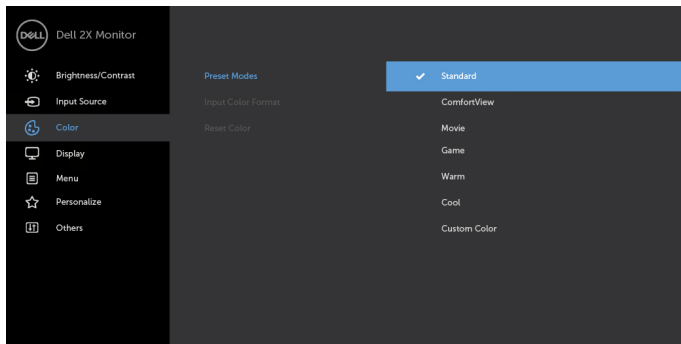 DELL Dell 2X Monitor
Brightness/Contrast Preset Modes Standard
Input Source Input Color Format ComfortView
Color Reset Color Movie
Display Game
Menu Warm
Personalize Cool
Others Custom Color